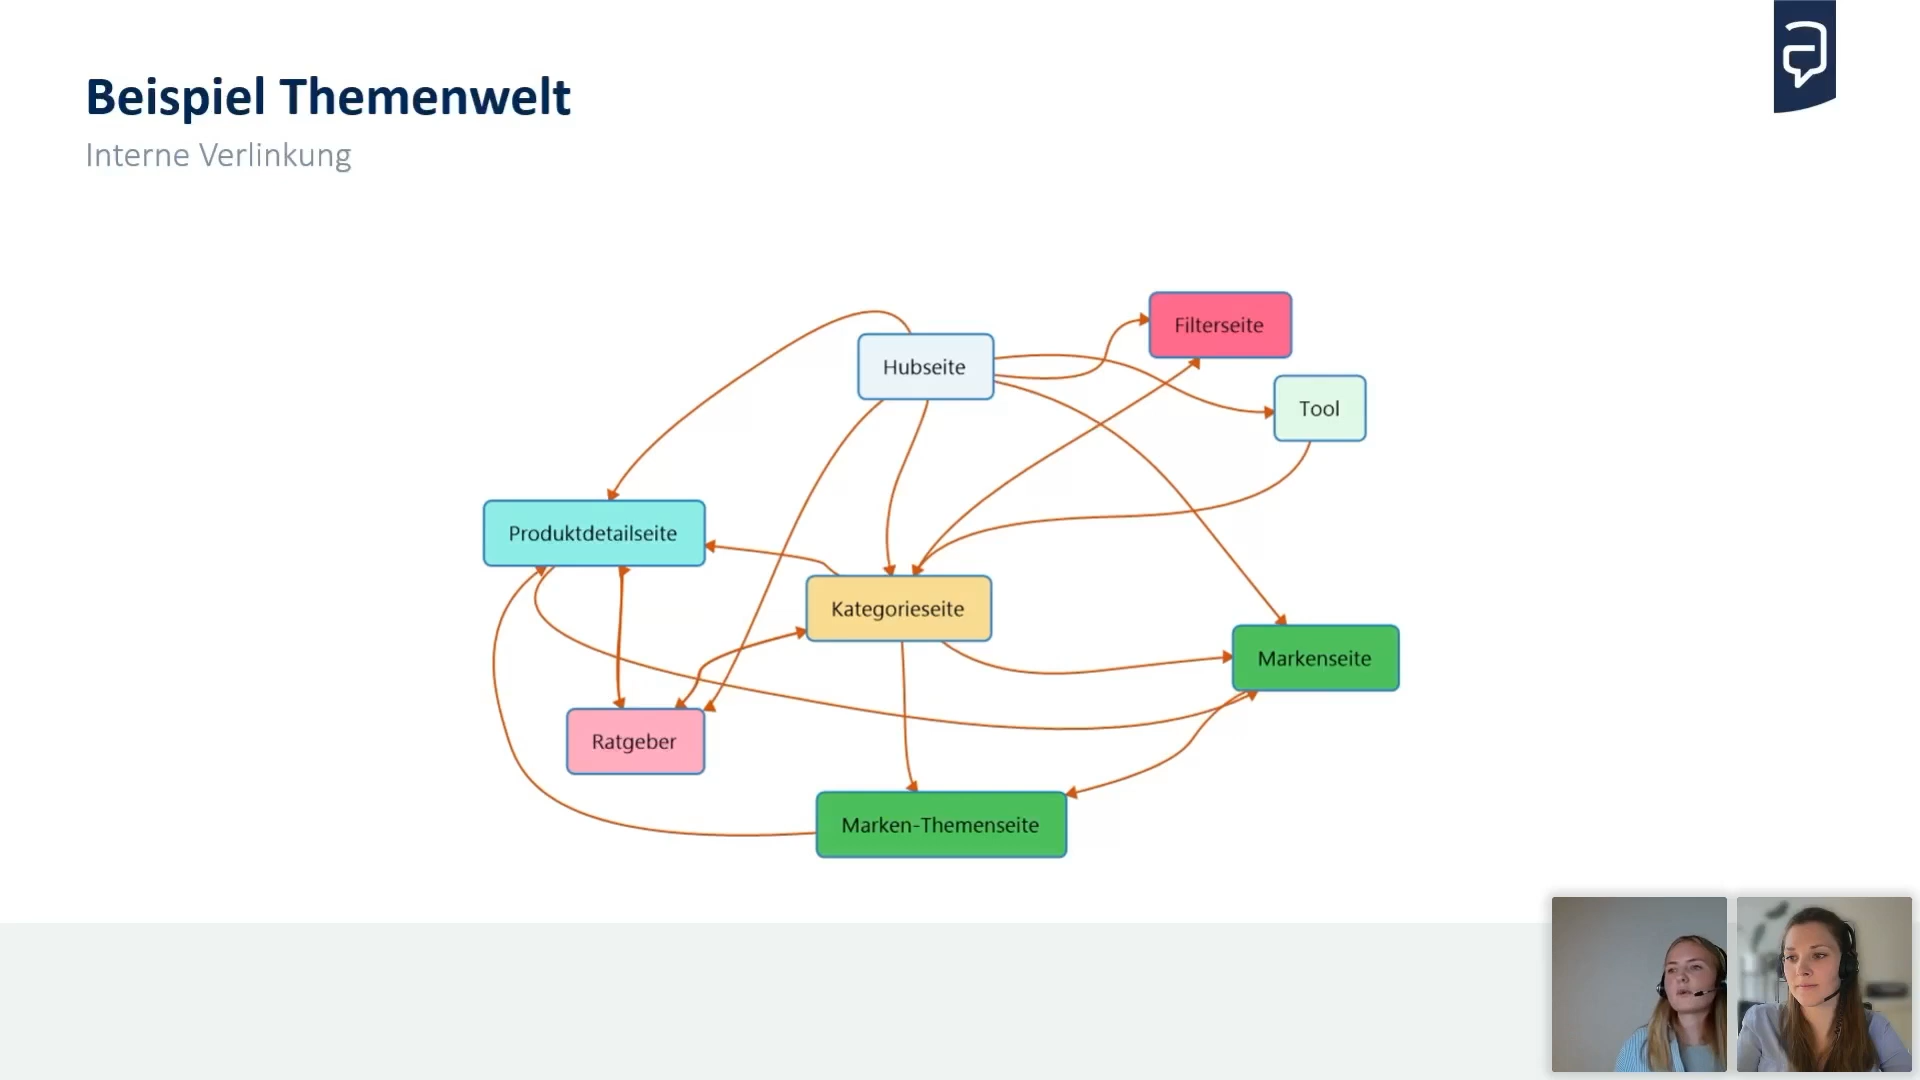 Beispiel Themenwelt
Interne Verlinkung
Filterseite
Hubseite
Tool
Produktdetailseite
Kategorieseite
Markenseite
Ratgeber
Marken-Themenseite